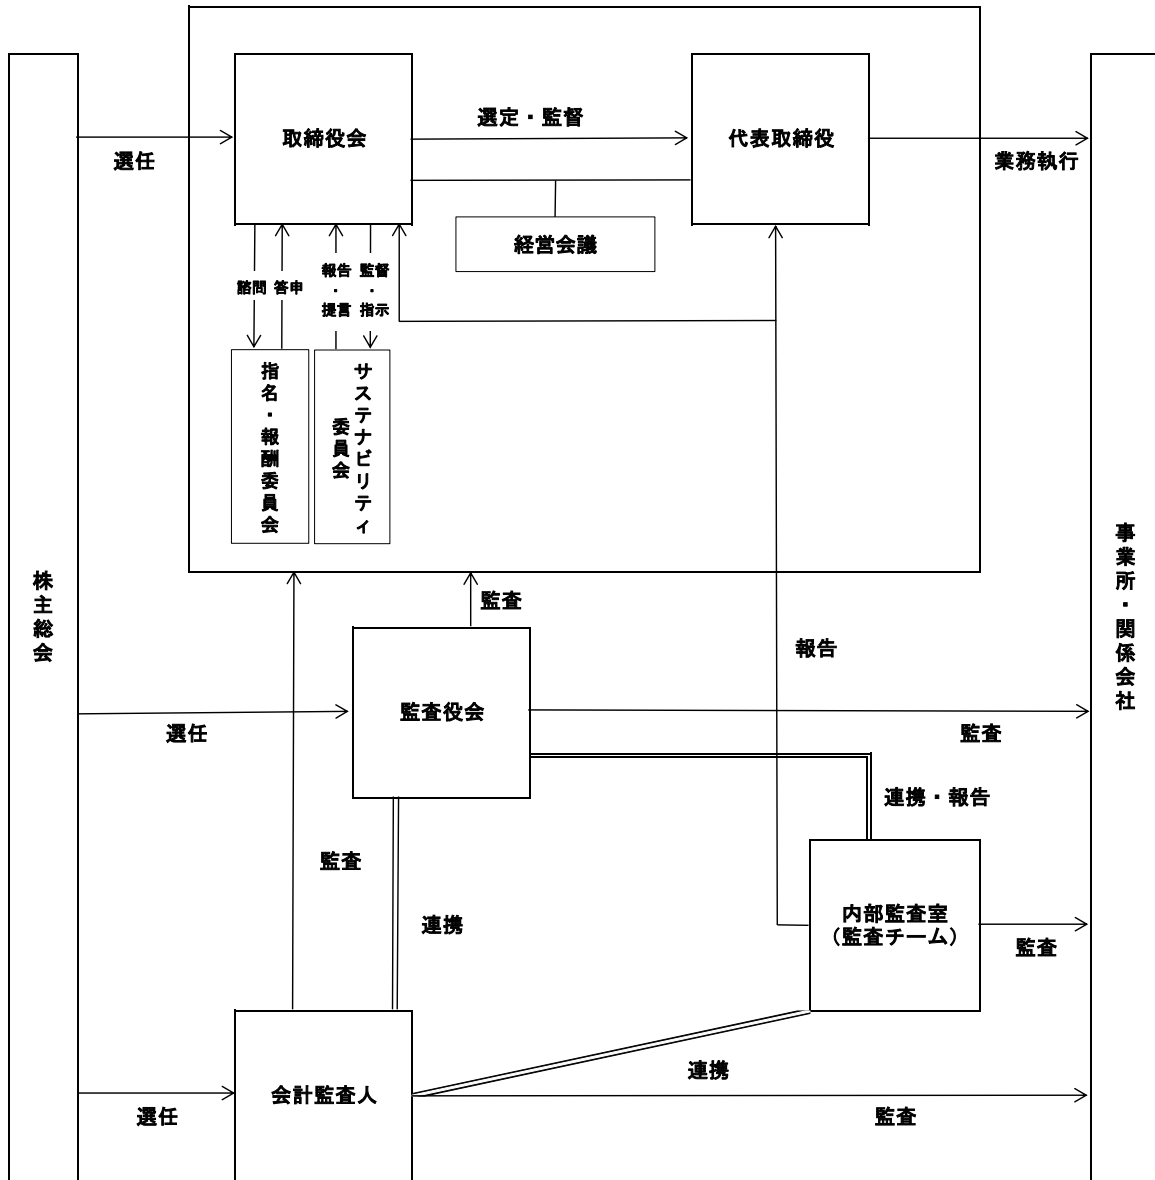 取締役会
選定・監督
代表取締役
選任
業務執行
経営会議
諮問
答申
報告
・
提言
監督
・
指示
指名・報酬委員会
サステナビリティ
委員会
株主総会
事業所・関係会社
監査
報告
監査役会
選任
監査
連携・報告
監査
連携
内部監査室
（監査チーム）
監査
連携
会計監査人
選任
監査